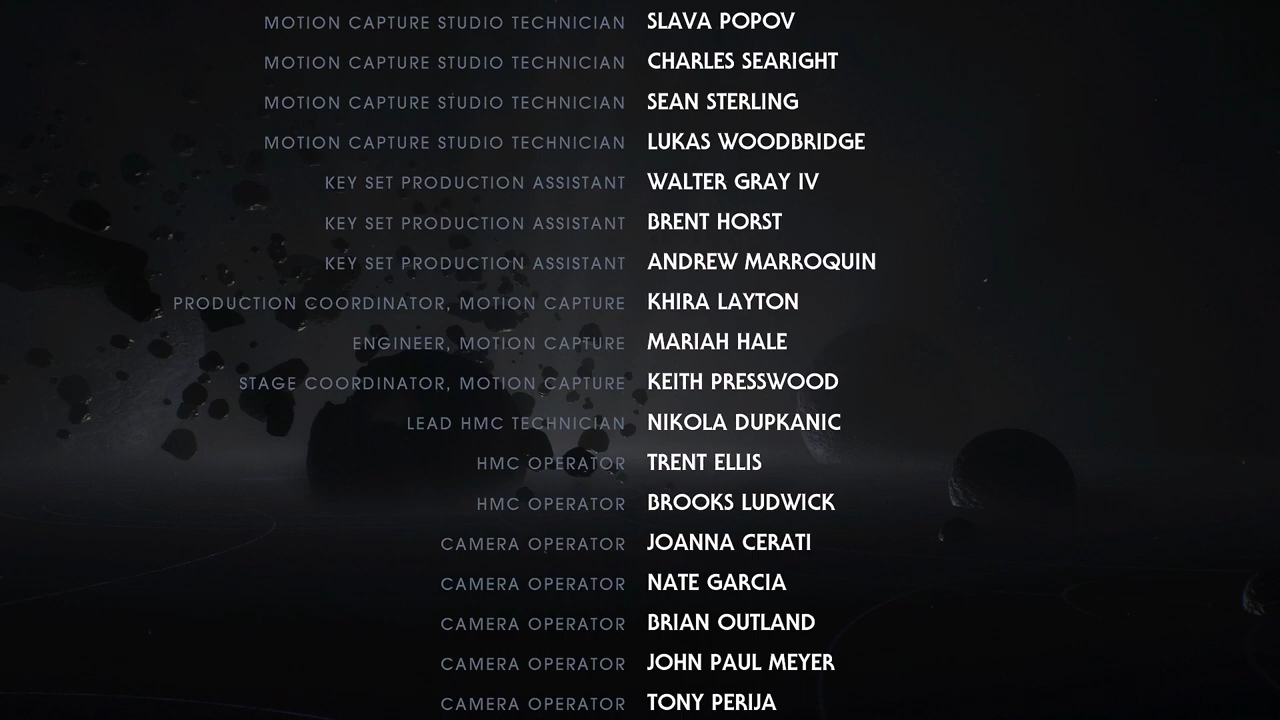 MOTION CAPTURE STUDIO TECHNICIAN SLAVA POPOV
MOTION CAPTURE STUDIO TECHNICIAN CHARLES SEARIGHT
MOTION CAPTURE STUDIO TECHNICIAN SEAN STERLING
MOTION CAPTURE STUDIO TECHNICIAN LUKAS WOODBRIDGE
KEY SET PRODUCTION ASSISTANT WALTER GRAY IV
KEY SET PRODUCTION ASSISTANT BRENT HORST
KEY SET PRODUCTION ASSISTANT ANDREW MARROQUIN
PRODUCTION COORDINATOR, MOTION CAPTURE KHIRA LAYTON
ENGINEER, MOTION CAPTURE MARIAH HALE
STAGE COORDINATOR, MOTION CAPTURE KEITH PRESSWOOD
LEAD HMC TECHNICIAN NIKOLA DUPKANIC
HMC OPERATOR TRENT ELLIS
HMC OPERATOR BROOKS LUDWICK
CAMERA OPERATOR JOANNA CERATI
CAMERA OPERATOR NATE GARCIA
CAMERA OPERATOR BRIAN OUTLAND
CAMERA OPERATOR JOHN PAUL MEYER
CAMERA OPERATOR TONY PERIJA